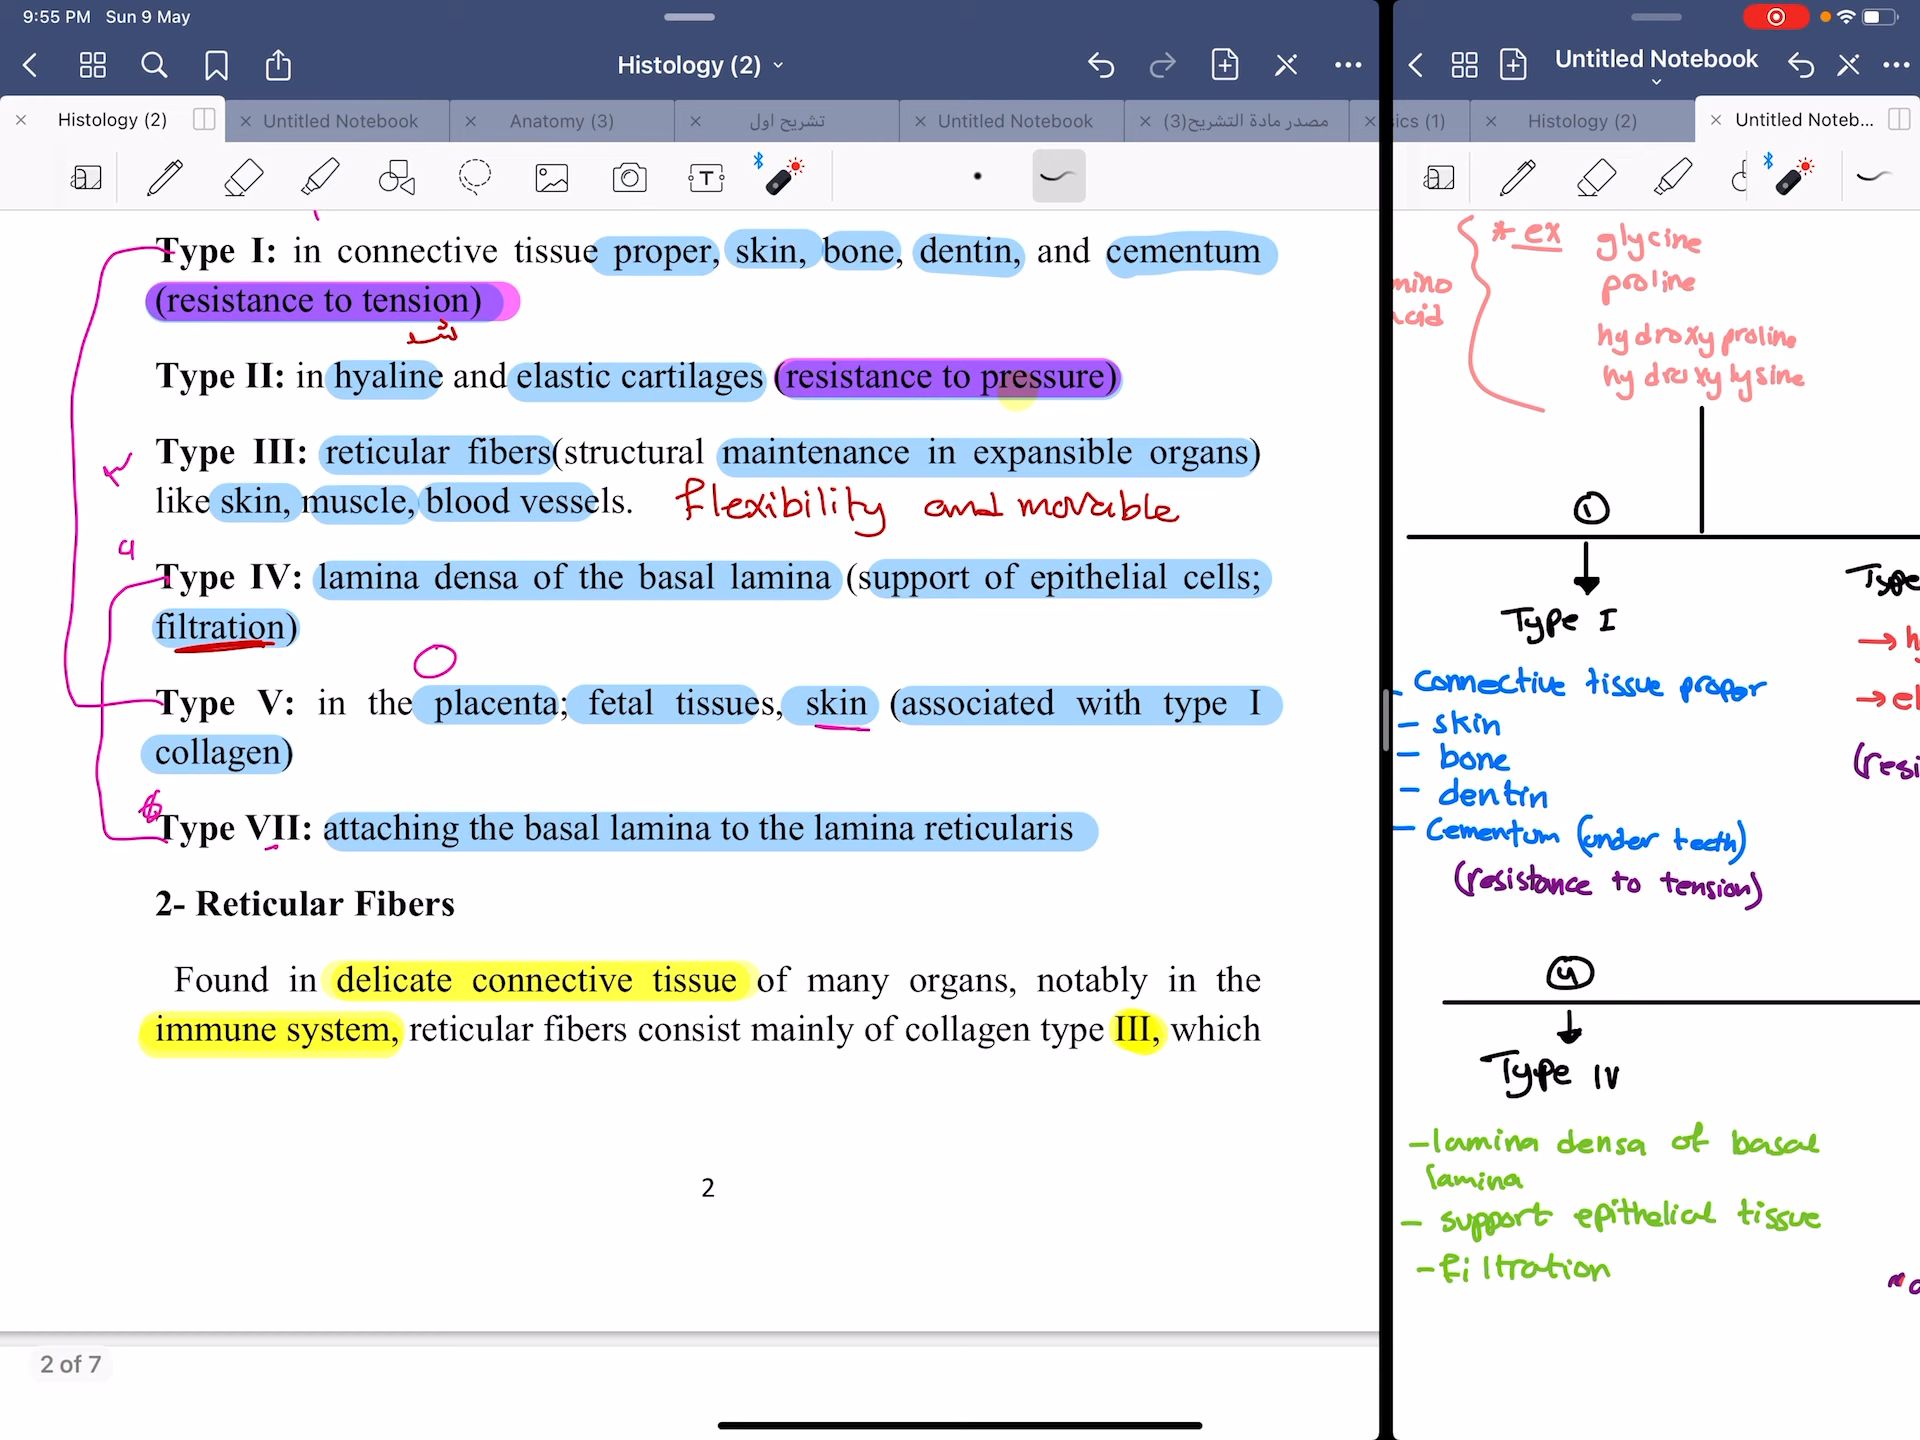 9:55 PM Sun 9 May
Histology (2)
Untitled Notebook
Histology (2)
Untitled Notebook
Anatomy (3)
تشريح اول
Untitled Notebook
مصدر مادة التشريح(3)
ics (1)
Histology (2)
Untitled Noteb...
Type I: in connective tissue proper, skin, bone, dentin, and cementum
(resistance to tension)
شد
Type II: in hyaline and elastic cartilages (resistance to pressure)
Type III: reticular fibers(structural maintenance in expansible organs)
like skin, muscle, blood vessels. flexibility and movable
Type IV: lamina densa of the basal lamina (support of epithelial cells;
filtration)
Type V: in the placenta; fetal tissues, skin (associated with type I
collagen)
Type VII: attaching the basal lamina to the lamina reticularis
2- Reticular Fibers
Found in delicate connective tissue of many organs, notably in the
immune system, reticular fibers consist mainly of collagen type III, which
2
2 of 7
* ex glycine
proline
mino
acid
hydroxyproline
hydroxylysine
1
Type I
Type
connective tissue proper
- skin
- bone
- dentin
- Cementum (under teeth)
(resistance to tension)
→ h
→ el
(resi
4
Type IV
- lamina densa of basal
lamina
- support epithelial tissue
- filtration